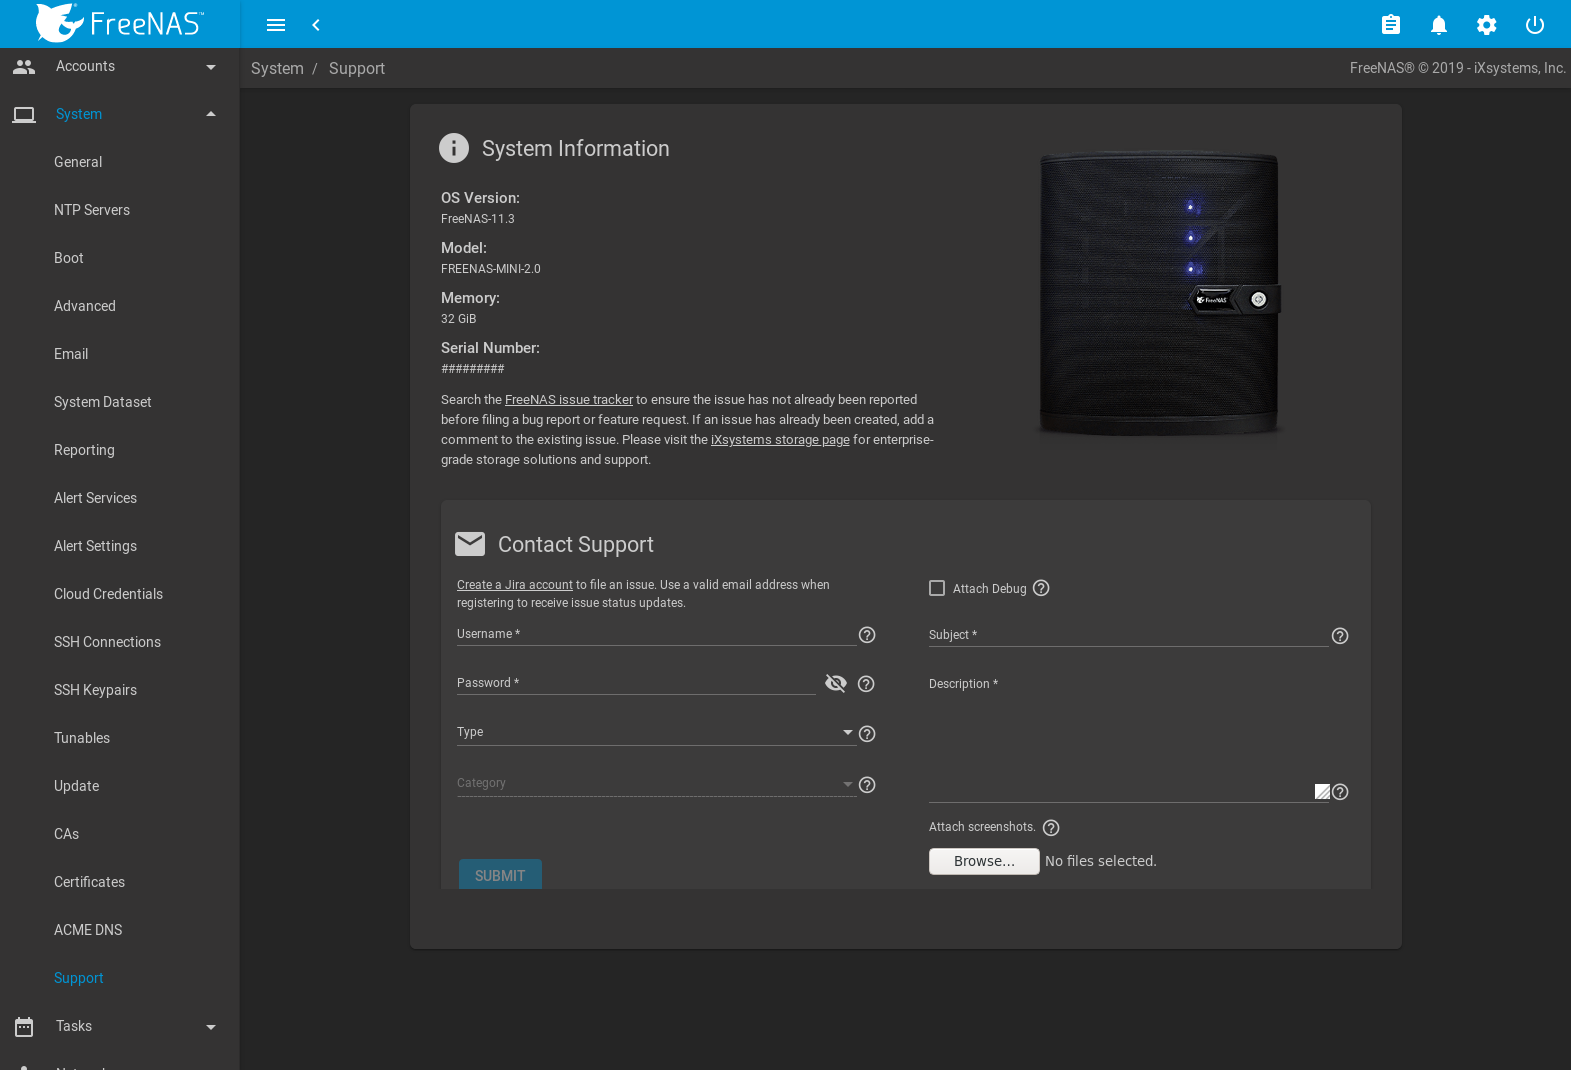 FreeNAS™
System / Support
FreeNAS® © 2019 - iXsystems, Inc.
Accounts
System
General
NTP Servers
Boot
Advanced
Email
System Dataset
Reporting
Alert Services
Alert Settings
Cloud Credentials
SSH Connections
SSH Keypairs
Tunables
Update
CAs
Certificates
ACME DNS
Support
Tasks
System Information
OS Version:
FreeNAS-11.3
Model:
FREENAS-MINI-2.0
Memory:
32 GiB
Serial Number:
#########
Search the FreeNAS issue tracker to ensure the issue has not already been reported
before filing a bug report or feature request. If an issue has already been created, add a
comment to the existing issue. Please visit the iXsystems storage page for enterprise-
grade storage solutions and support.
FreeNAS
Contact Support
Create a Jira account to file an issue. Use a valid email address when
registering to receive issue status updates.
Username *
Password *
Type
Category
SUBMIT
Attach Debug
Subject *
Description *
Attach screenshots.
Browse... No files selected.